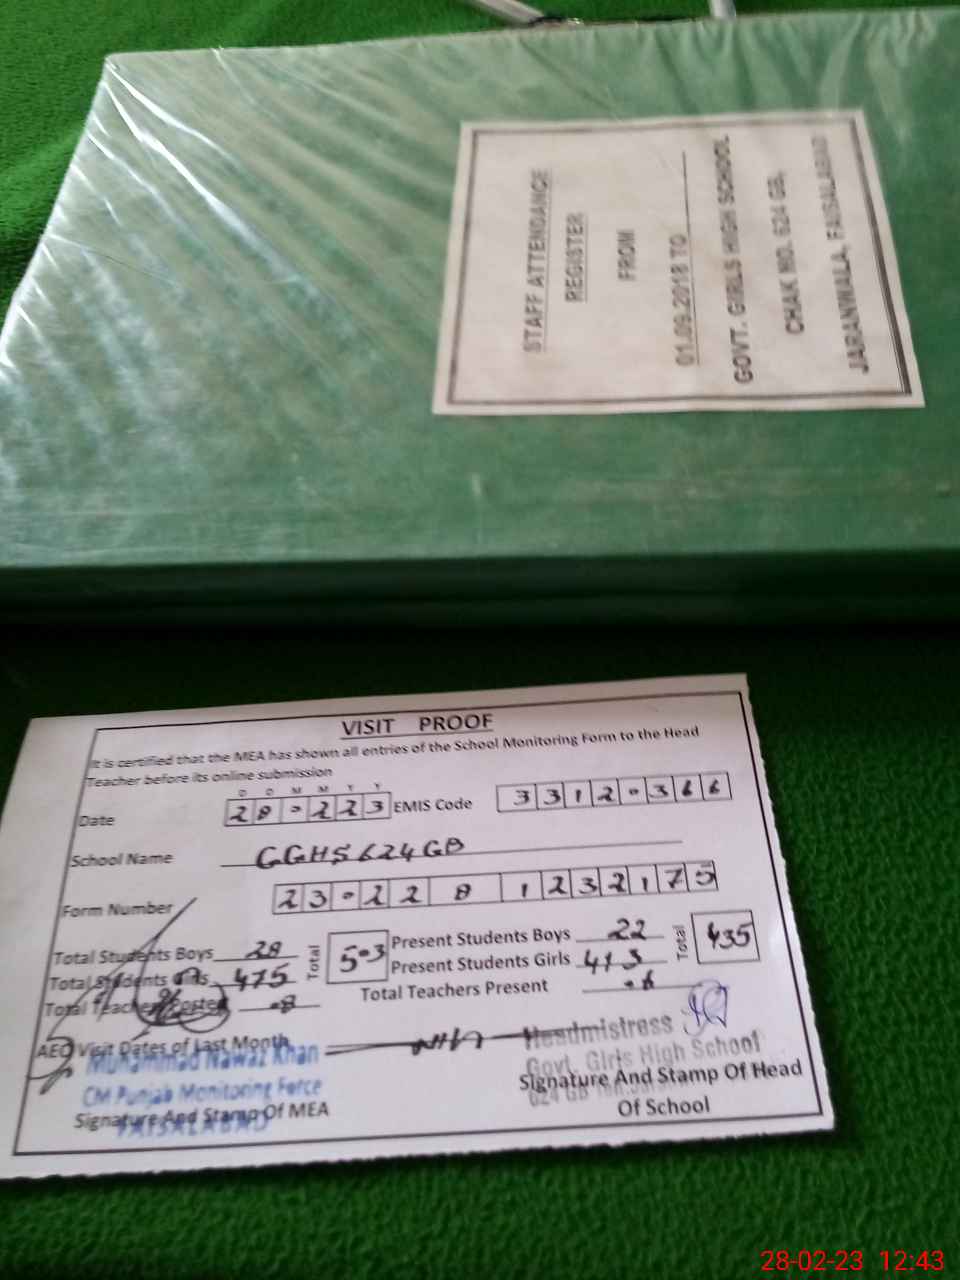 STAFF ATTENDANCE
REGISTER
FROM
01.09.2018 TO
GOVT. GIRLS HIGH SCHOOL
CHAK NO. 624 GB,
JARANWALA, FAISALABAD
VISIT PROOF
It is certified that the MEA has shown all entries of the School Monitoring Form to the Head
Teacher before its online submission
D D M M Y Y
Date 28 02 23 EMIS Code 33120366
School Name GGHS 624 GB
Form Number 2302281232175
Total Students Boys 28 Total 503 Present Students Boys 22 Total 435
Total Students Girls 475 Present Students Girls 413
Total Teachers Posted 08 Total Teachers Present 06
AEO Visit Dates of Last Month
Muhammad Nawaz Khan
CM Punjab Monitoring Force
FAISALABAD
Signature And Stamp Of MEA
Headmistress
Govt. Girls High School
624 GB
Signature And Stamp Of Head
Of School
28-02-23 12:43